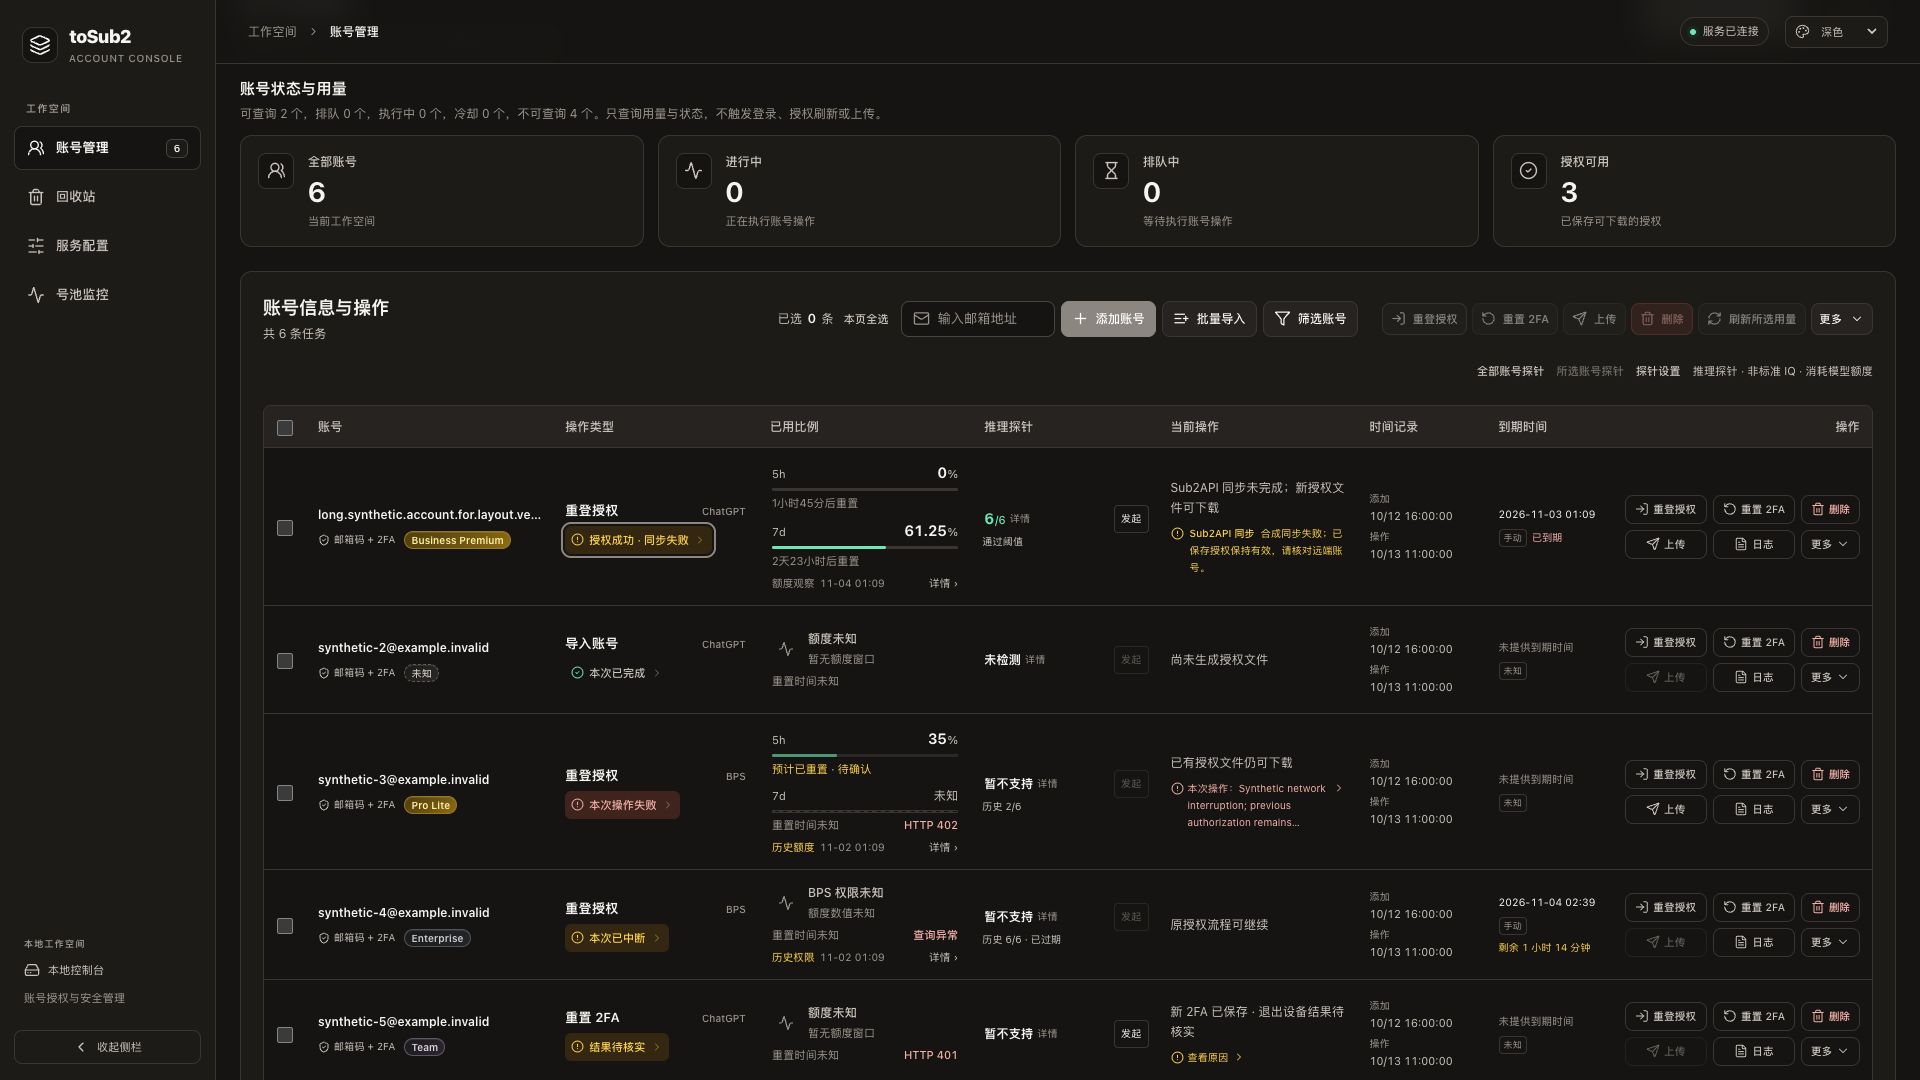 toSub2
ACCOUNT CONSOLE
工作空间
账号管理
6
回收站
服务配置
号池监控
本地工作空间
本地控制台
账号授权与安全管理
收起侧栏
工作空间
账号管理
服务已连接
深色
账号状态与用量
可查询 2 个，排队 0 个，执行中 0 个，冷却 0 个，不可查询 4 个。只查询用量与状态，不触发登录、授权刷新或上传。
全部账号
6
当前工作空间
进行中
0
正在执行账号操作
排队中
0
等待执行账号操作
授权可用
3
已保存可下载的授权
账号信息与操作
共 6 条任务
已选 0 条
本页全选
输入邮箱地址
添加账号
批量导入
筛选账号
重登授权
重置 2FA
上传
删除
刷新所选用量
更多
全部账号探针
所选账号探针
探针设置
推理探针 · 非标准 IQ · 消耗模型额度
账号
操作类型
已用比例
推理探针
当前操作
时间记录
到期时间
操作
long.synthetic.account.for.layout.ve...
邮箱码 + 2FA
Business Premium
重登授权
ChatGPT
授权成功 · 同步失败
5h
0%
1小时45分后重置
7d
61.25%
2天23小时后重置
额度观察 11-04 01:09
详情 ›
6/6 详情
通过阈值
发起
Sub2API 同步未完成；新授权文
件可下载
Sub2API 同步 合成同步失败；已
保存授权保持有效，请核对远端账
号。
添加
10/12 16:00:00
操作
10/13 11:00:00
2026-11-03 01:09
手动
已到期
重登授权
重置 2FA
删除
上传
日志
更多
synthetic-2@example.invalid
邮箱码 + 2FA
未知
导入账号
ChatGPT
本次已完成
额度未知
暂无额度窗口
重置时间未知
未检测 详情
发起
尚未生成授权文件
添加
10/12 16:00:00
操作
10/13 11:00:00
未提供到期时间
未知
重登授权
重置 2FA
删除
上传
日志
更多
synthetic-3@example.invalid
邮箱码 + 2FA
Pro Lite
重登授权
BPS
本次操作失败
5h
35%
预计已重置 · 待确认
7d
未知
重置时间未知
HTTP 402
历史额度 11-02 01:09
详情 ›
暂不支持 详情
历史 2/6
发起
已有授权文件仍可下载
本次操作： Synthetic network
interruption; previous
authorization remains...
添加
10/12 16:00:00
操作
10/13 11:00:00
未提供到期时间
未知
重登授权
重置 2FA
删除
上传
日志
更多
synthetic-4@example.invalid
邮箱码 + 2FA
Enterprise
重登授权
BPS
本次已中断
BPS 权限未知
额度数值未知
重置时间未知
查询异常
历史权限 11-02 01:09
详情 ›
暂不支持 详情
历史 6/6 · 已过期
发起
原授权流程可继续
添加
10/12 16:00:00
操作
10/13 11:00:00
2026-11-04 02:39
手动
剩余 1 小时 14 分钟
重登授权
重置 2FA
删除
上传
日志
更多
synthetic-5@example.invalid
邮箱码 + 2FA
Team
重置 2FA
ChatGPT
结果待核实
额度未知
暂无额度窗口
重置时间未知
HTTP 401
暂不支持 详情
发起
新 2FA 已保存 · 退出设备结果待
核实
查看原因
添加
10/12 16:00:00
操作
10/13 11:00:00
未提供到期时间
未知
重登授权
重置 2FA
删除
上传
日志
更多